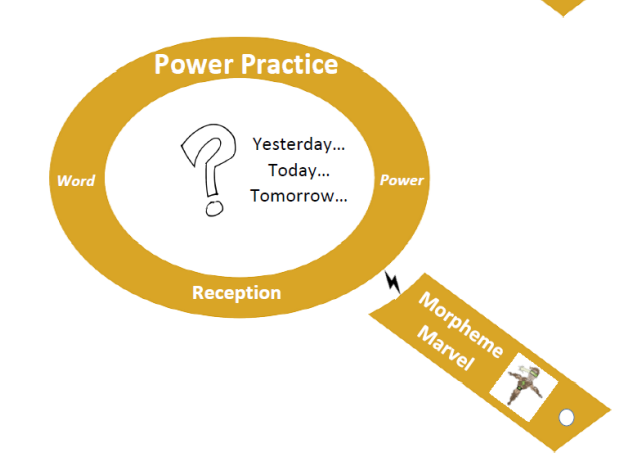 Power Practice
Yesterday...
Today...
Tomorrow...
Word
Power
Reception
Morpheme
Marvel